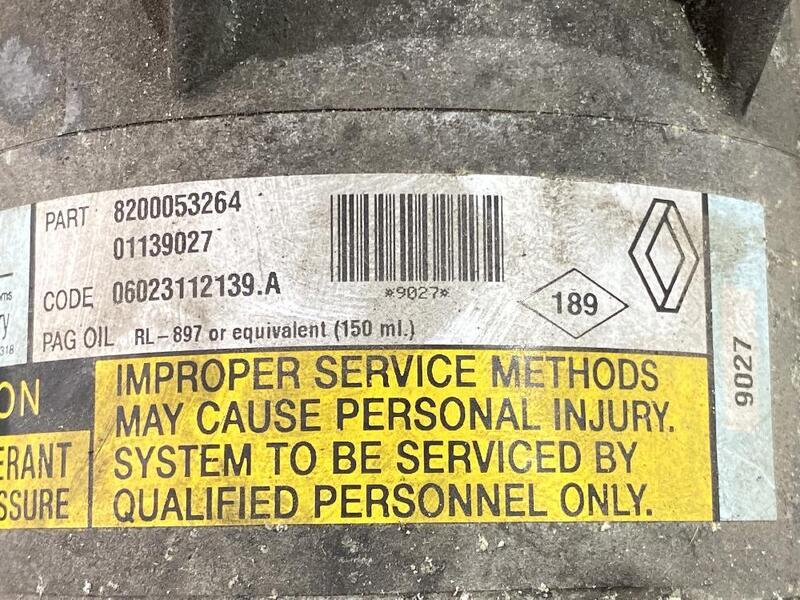 PART 8200053264
01139027
CODE 06023112139.A
PAG OIL RL-897 or equivalent (150 ml.)
*9027*
189
9027
318
IMPROPER SERVICE METHODS
MAY CAUSE PERSONAL INJURY.
SYSTEM TO BE SERVICED BY
QUALIFIED PERSONNEL ONLY.
ON
ERANT
SSURE